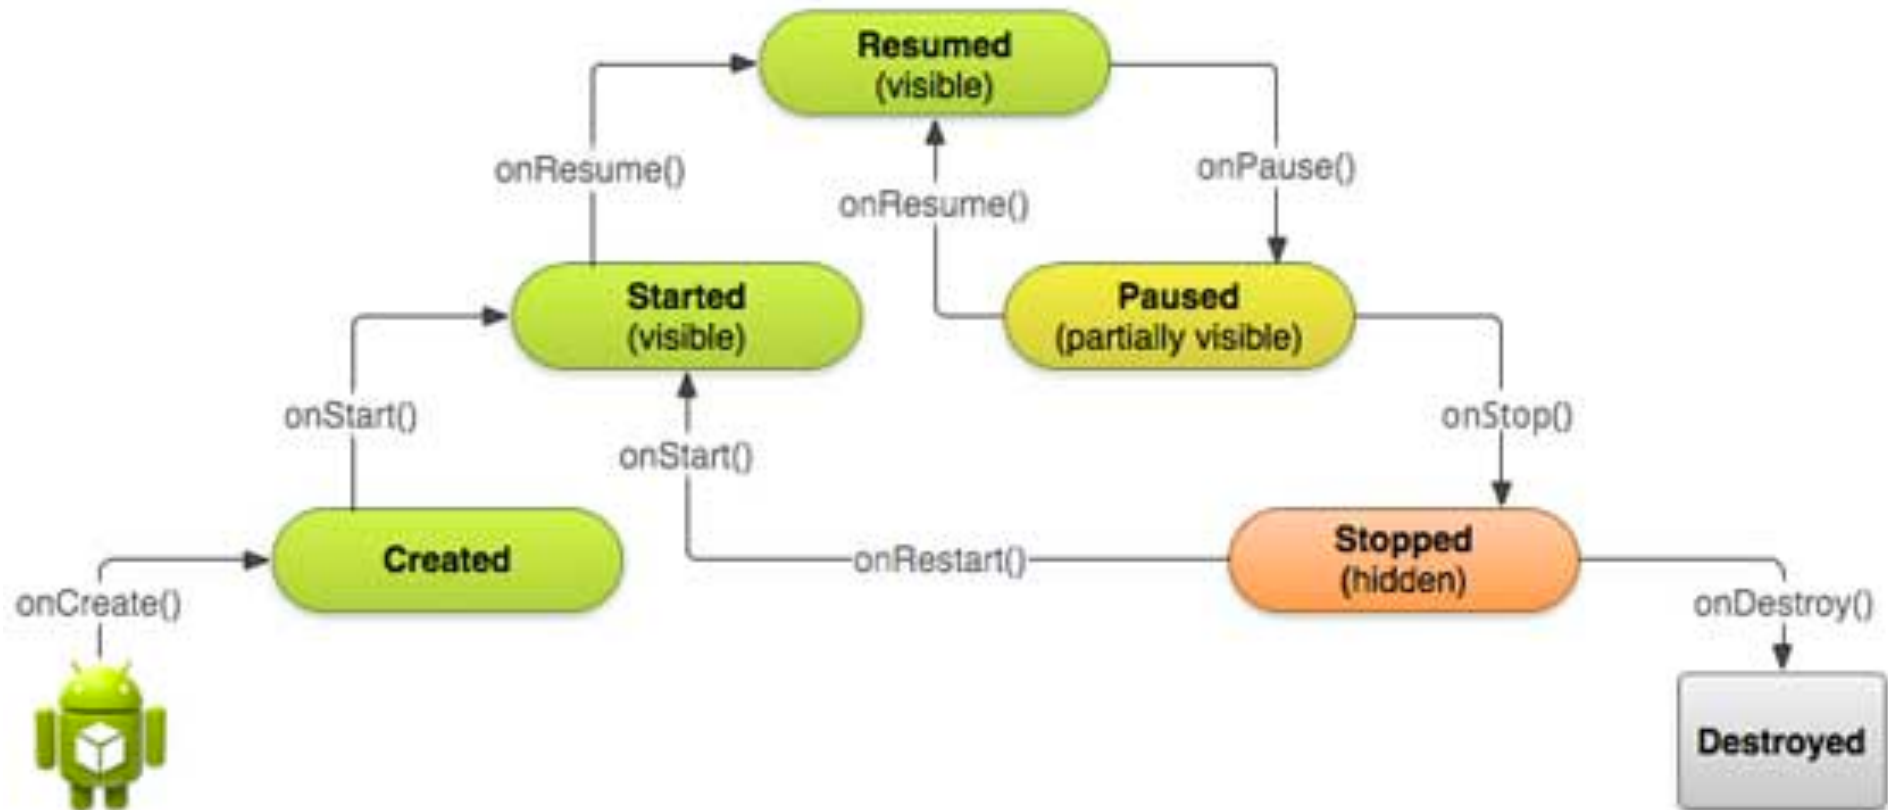 Resumed
(visible)
onResume()
onPause()
onResume()
Started
(visible)
Paused
(partially visible)
onStart()
onStop()
onStart()
Created
onRestart()
Stopped
(hidden)
onCreate()
onDestroy()
Destroyed